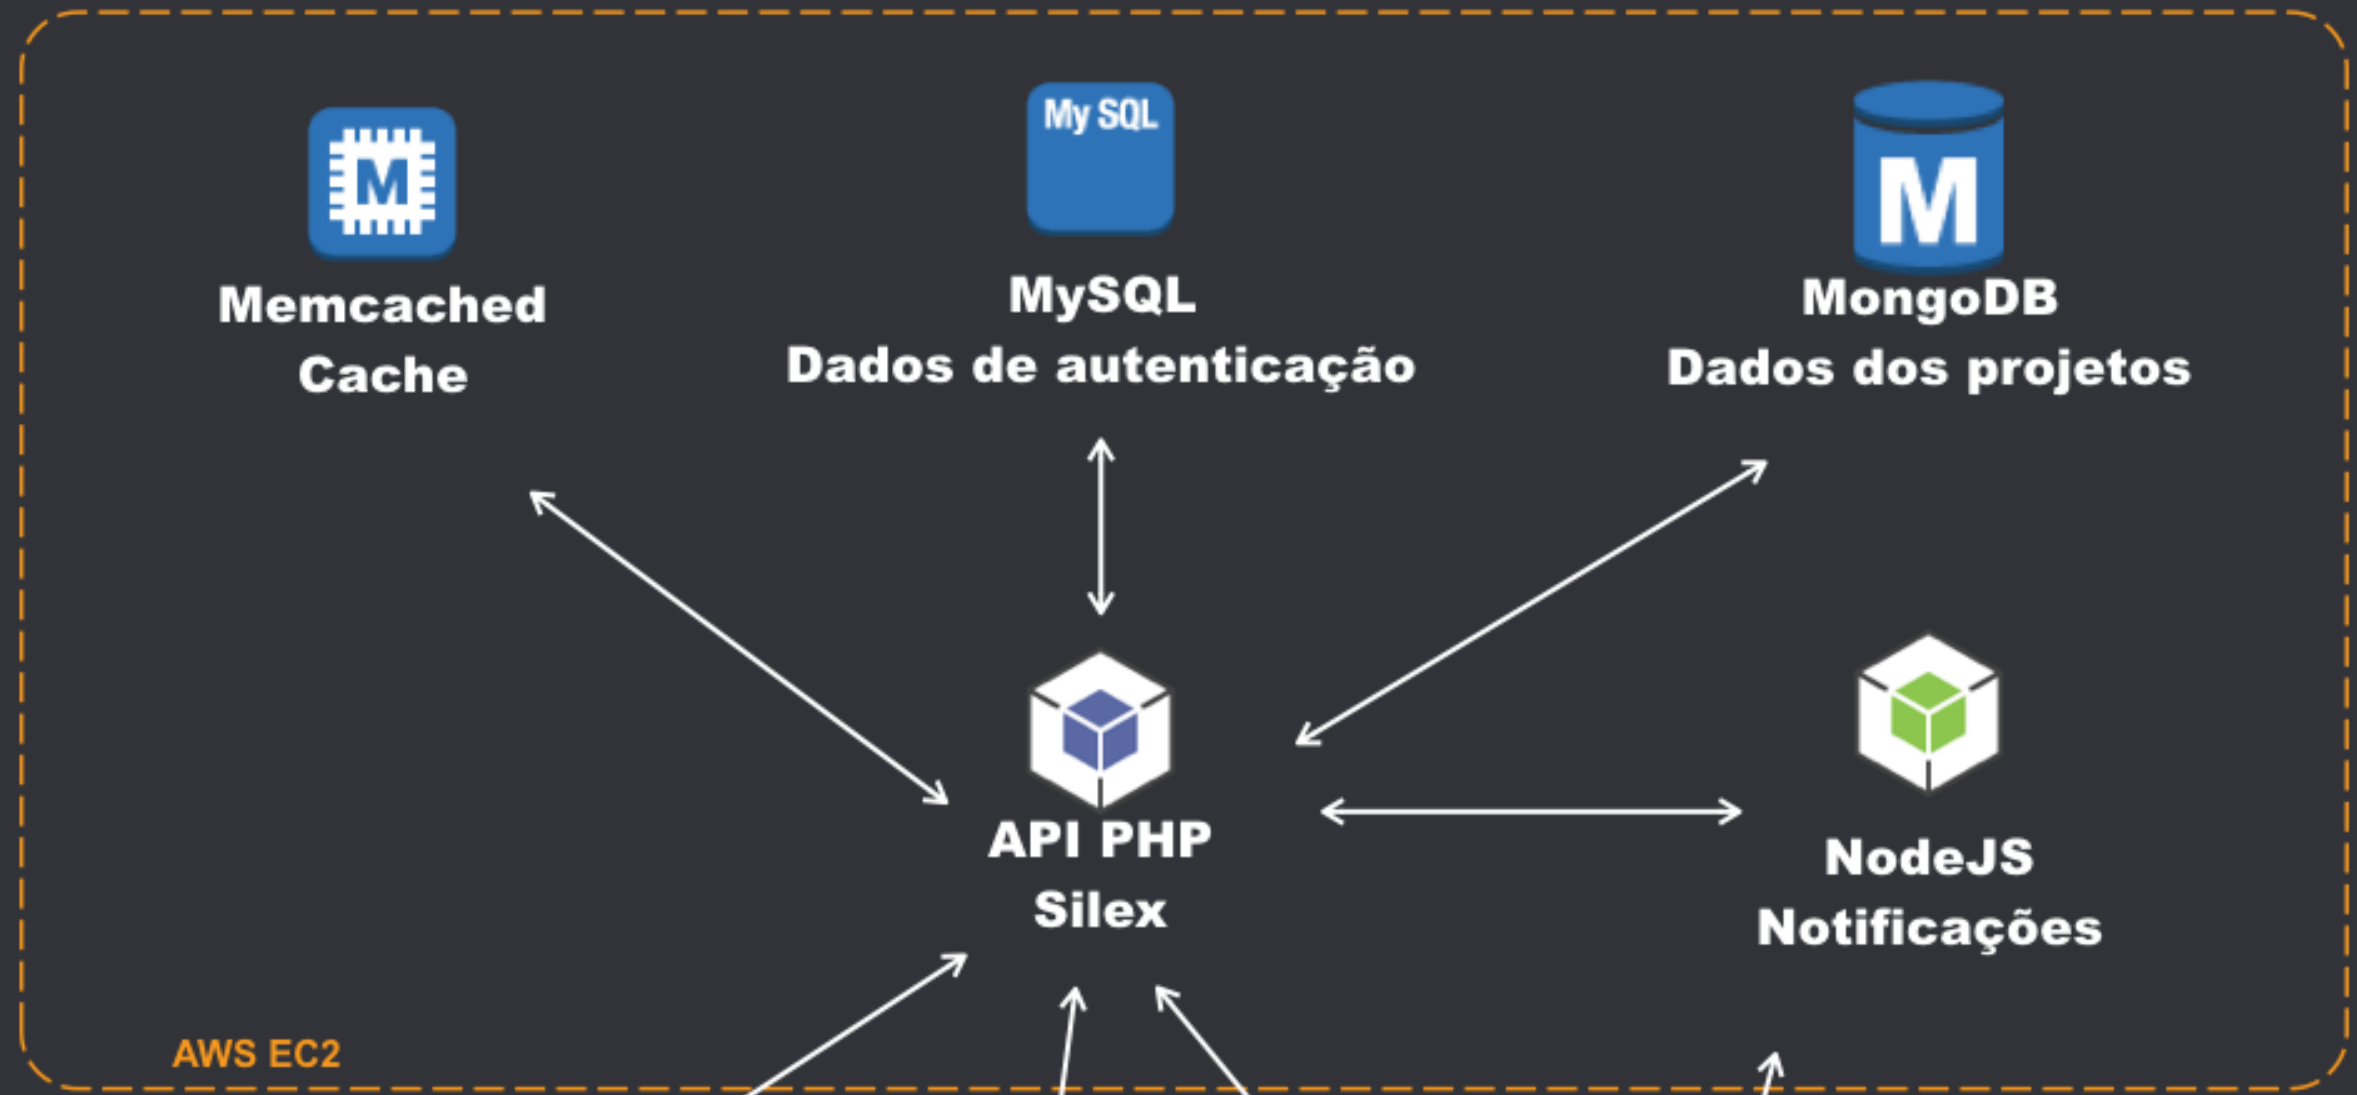 My SQL
M
M
Memcached
Cache
MySQL
Dados de autenticação
MongoDB
Dados dos projetos
API PHP
Silex
NodeJS
Notificações
AWS EC2